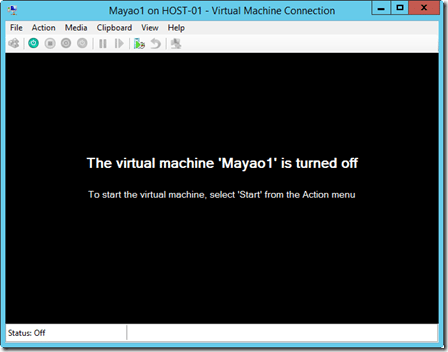 Mayao1 on HOST-01 - Virtual Machine Connection
File Action Media Clipboard View Help
The virtual machine 'Mayao1' is turned off
To start the virtual machine, select 'Start' from the Action menu
Status: Off